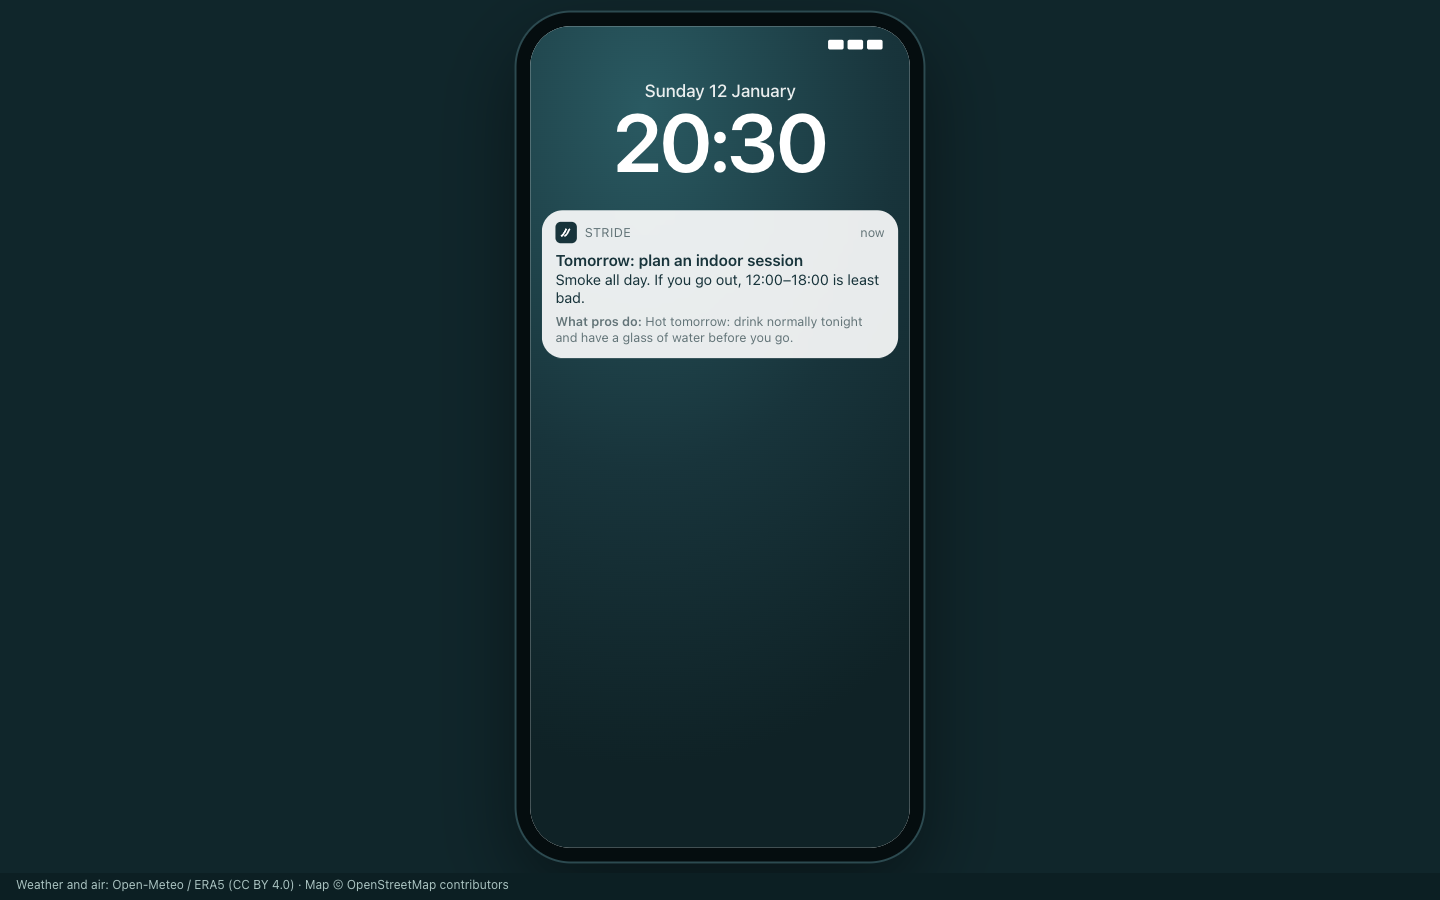 Sunday 12 January
20:30
STRIDE
now
Tomorrow: plan an indoor session
Smoke all day. If you go out, 12:00–18:00 is least
bad.
What pros do: Hot tomorrow: drink normally tonight
and have a glass of water before you go.
Weather and air: Open-Meteo / ERA5 (CC BY 4.0) · Map © OpenStreetMap contributors